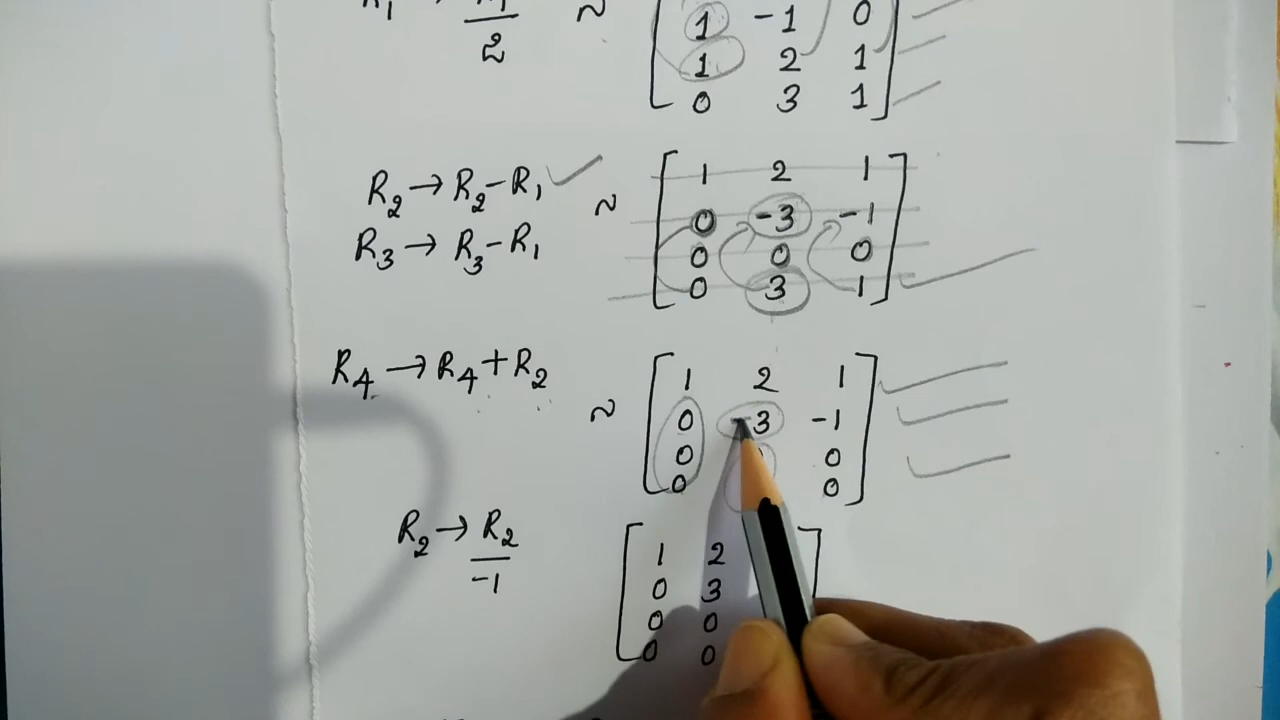 2 ~
1 -1 0
1 2 1
0 3 1
R2 → R2 - R1 ✓
R3 → R3 - R1
~
1 2 1
0 -3 -1
0 0 0
0 3 1
R4 → R4 + R2
~
1 2 1
0 -3 -1
0 0
0 0
R2 → R2/-1
1 2
0 3
0 0
0 0